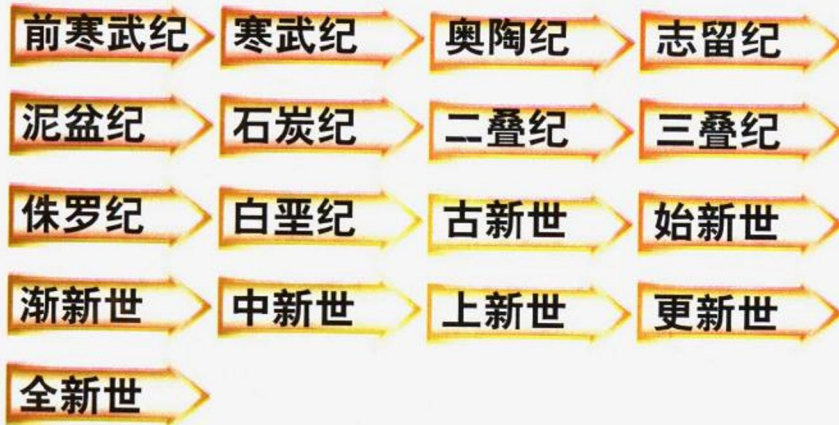 前寒武纪 寒武纪 奥陶纪 志留纪
泥盆纪 石炭纪 二叠纪 三叠纪
侏罗纪 白垩纪 古新世 始新世
渐新世 中新世 上新世 更新世
全新世